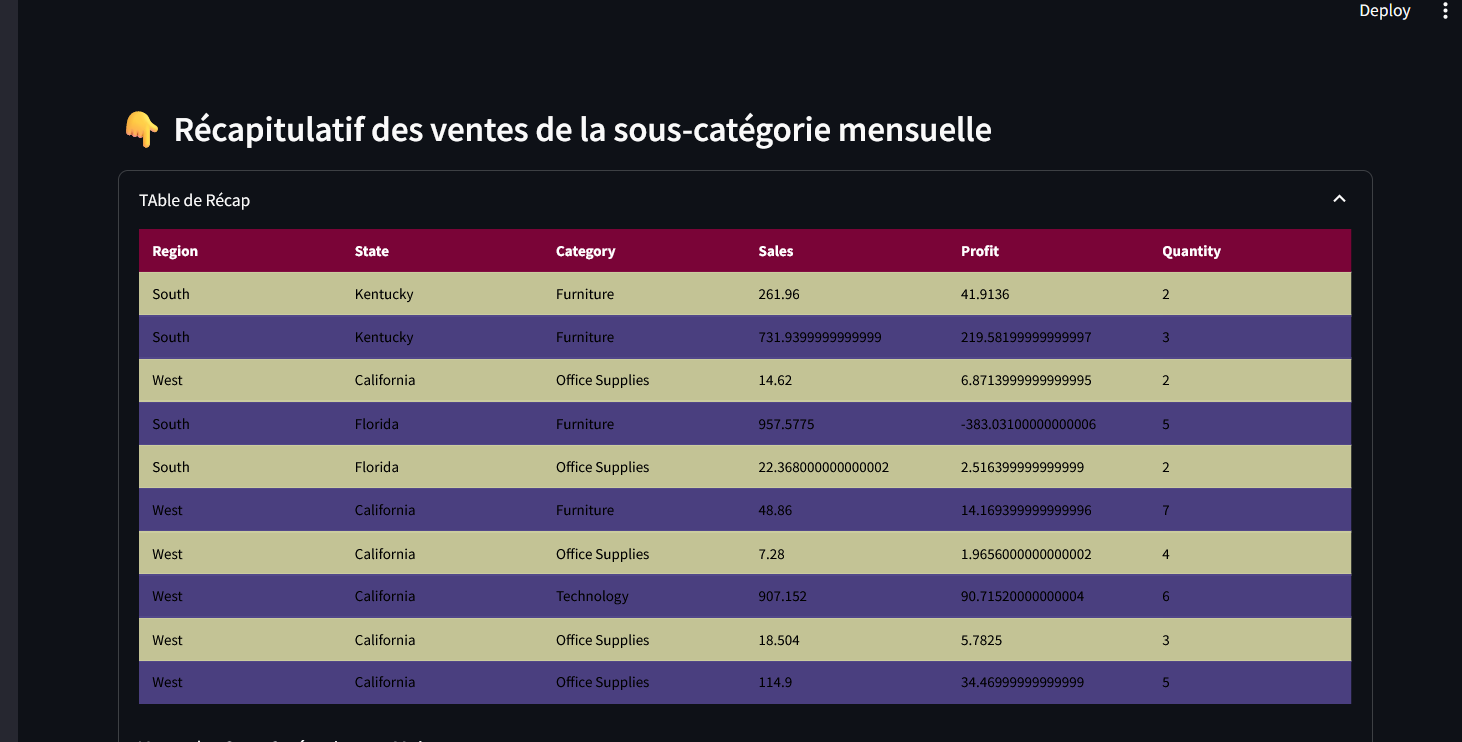 Deploy
Récapitulatif des ventes de la sous-catégorie mensuelle
TAble de Récap
Region State Category Sales Profit Quantity
South Kentucky Furniture 261.96 41.9136 2
South Kentucky Furniture 731.9399999999999 219.58199999999997 3
West California Office Supplies 14.62 6.8713999999999995 2
South Florida Furniture 957.5775 -383.03100000000006 5
South Florida Office Supplies 22.368000000000002 2.516399999999999 2
West California Furniture 48.86 14.169399999999996 7
West California Office Supplies 7.28 1.9656000000000002 4
West California Technology 907.152 90.71520000000004 6
West California Office Supplies 18.504 5.7825 3
West California Office Supplies 114.9 34.46999999999999 5